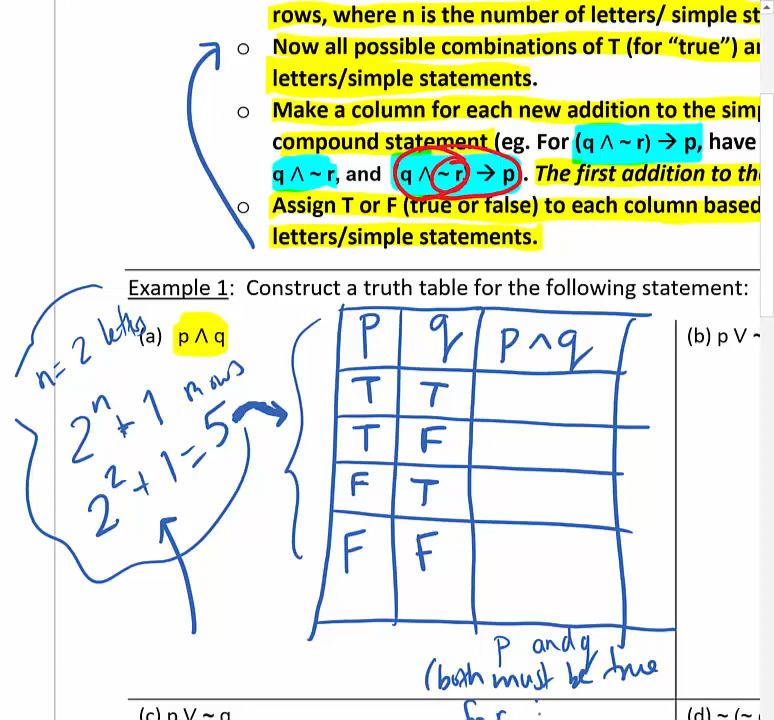 rows, where n is the number of letters/ simple st
○ Now all possible combinations of T (for “true”) a
letters/simple statements.
○ Make a column for each new addition to the sim
compound statement (eg. For (q ∧ ~ r) → p, have
q ∧ ~ r, and (q ∧ ~ r) → p). The first addition to th
○ Assign T or F (true or false) to each column based
letters/simple statements.
Example 1: Construct a truth table for the following statement:
n = 2 letters
(a) p ∧ q
2ⁿ + 1 rows
2² + 1 = 5
p q p ∧ q
T T
T F
F T
F F
(b) p V ~
p and q
(both must be true
for
(c) p V ~ q
(d) ~ (~